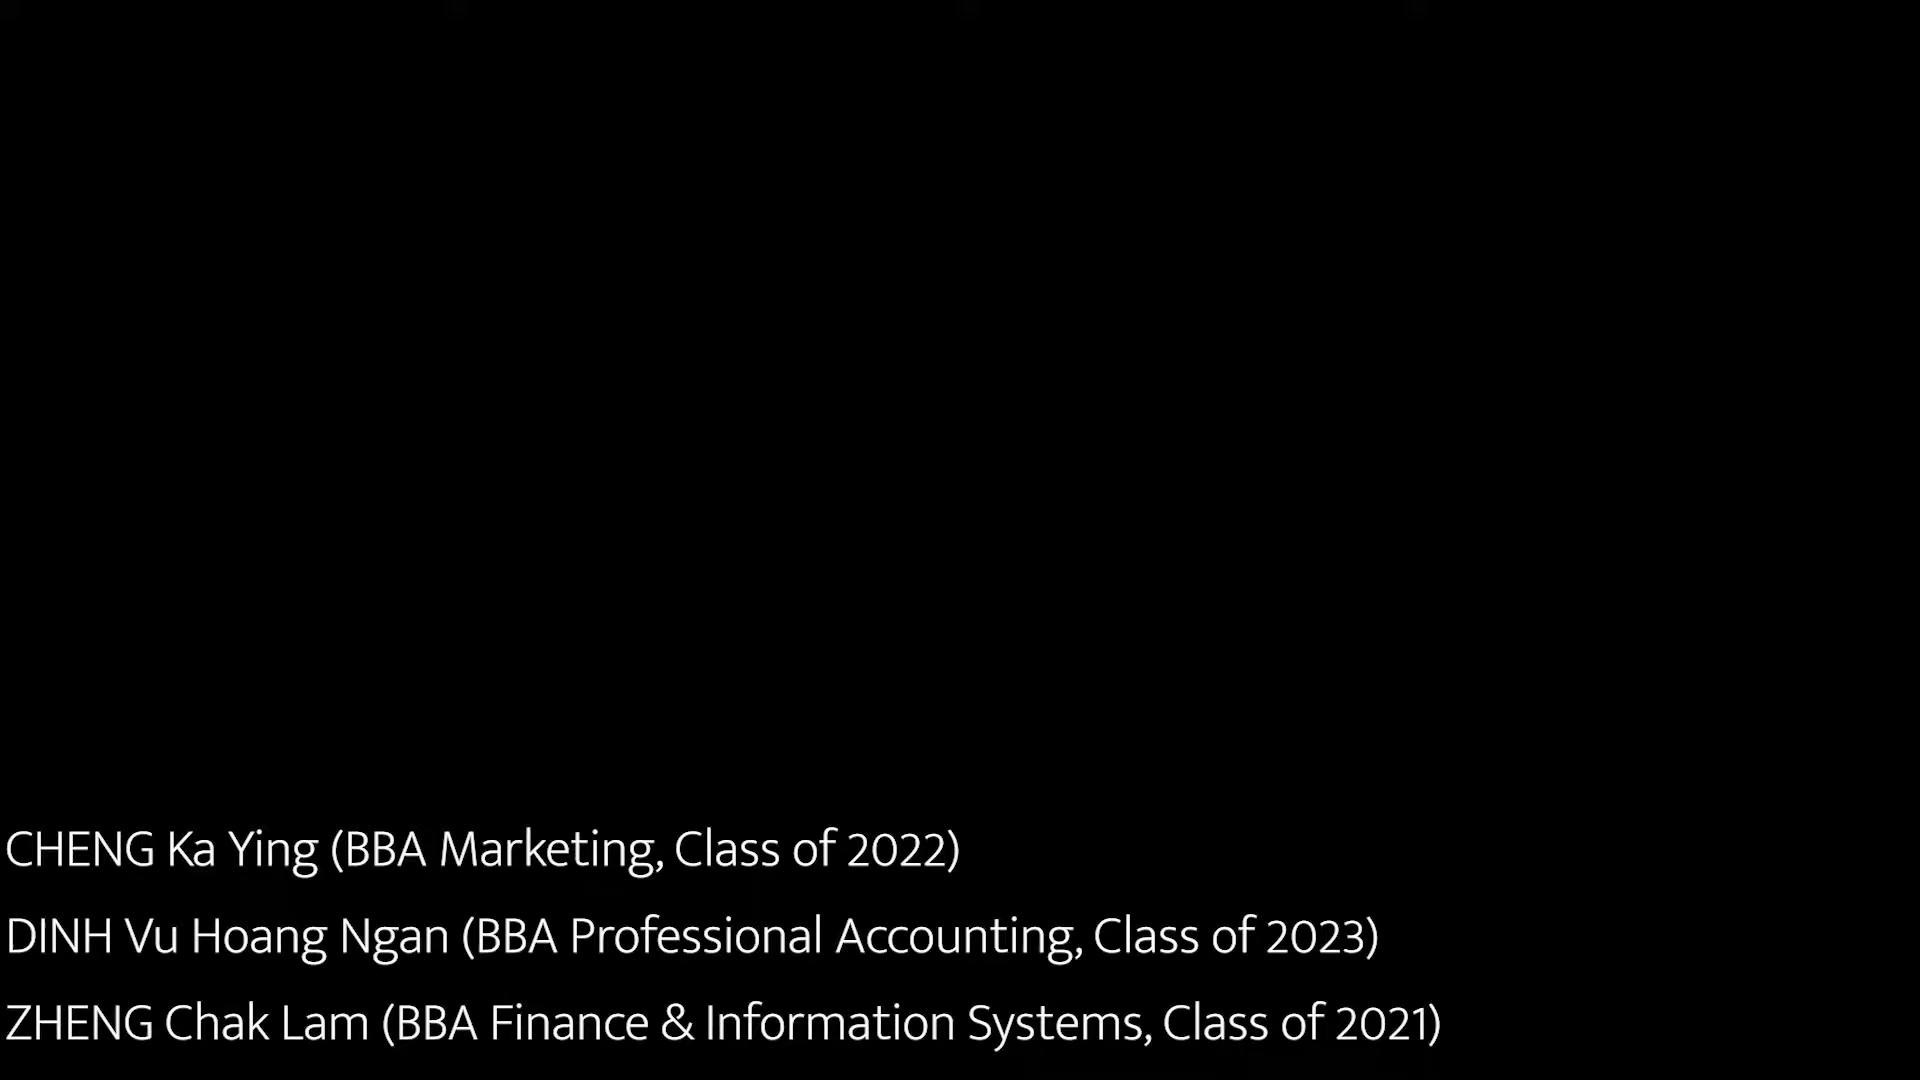 CHENG Ka Ying (BBA Marketing, Class of 2022)
DINH Vu Hoang Ngan (BBA Professional Accounting, Class of 2023)
ZHENG Chak Lam (BBA Finance & Information Systems, Class of 2021)